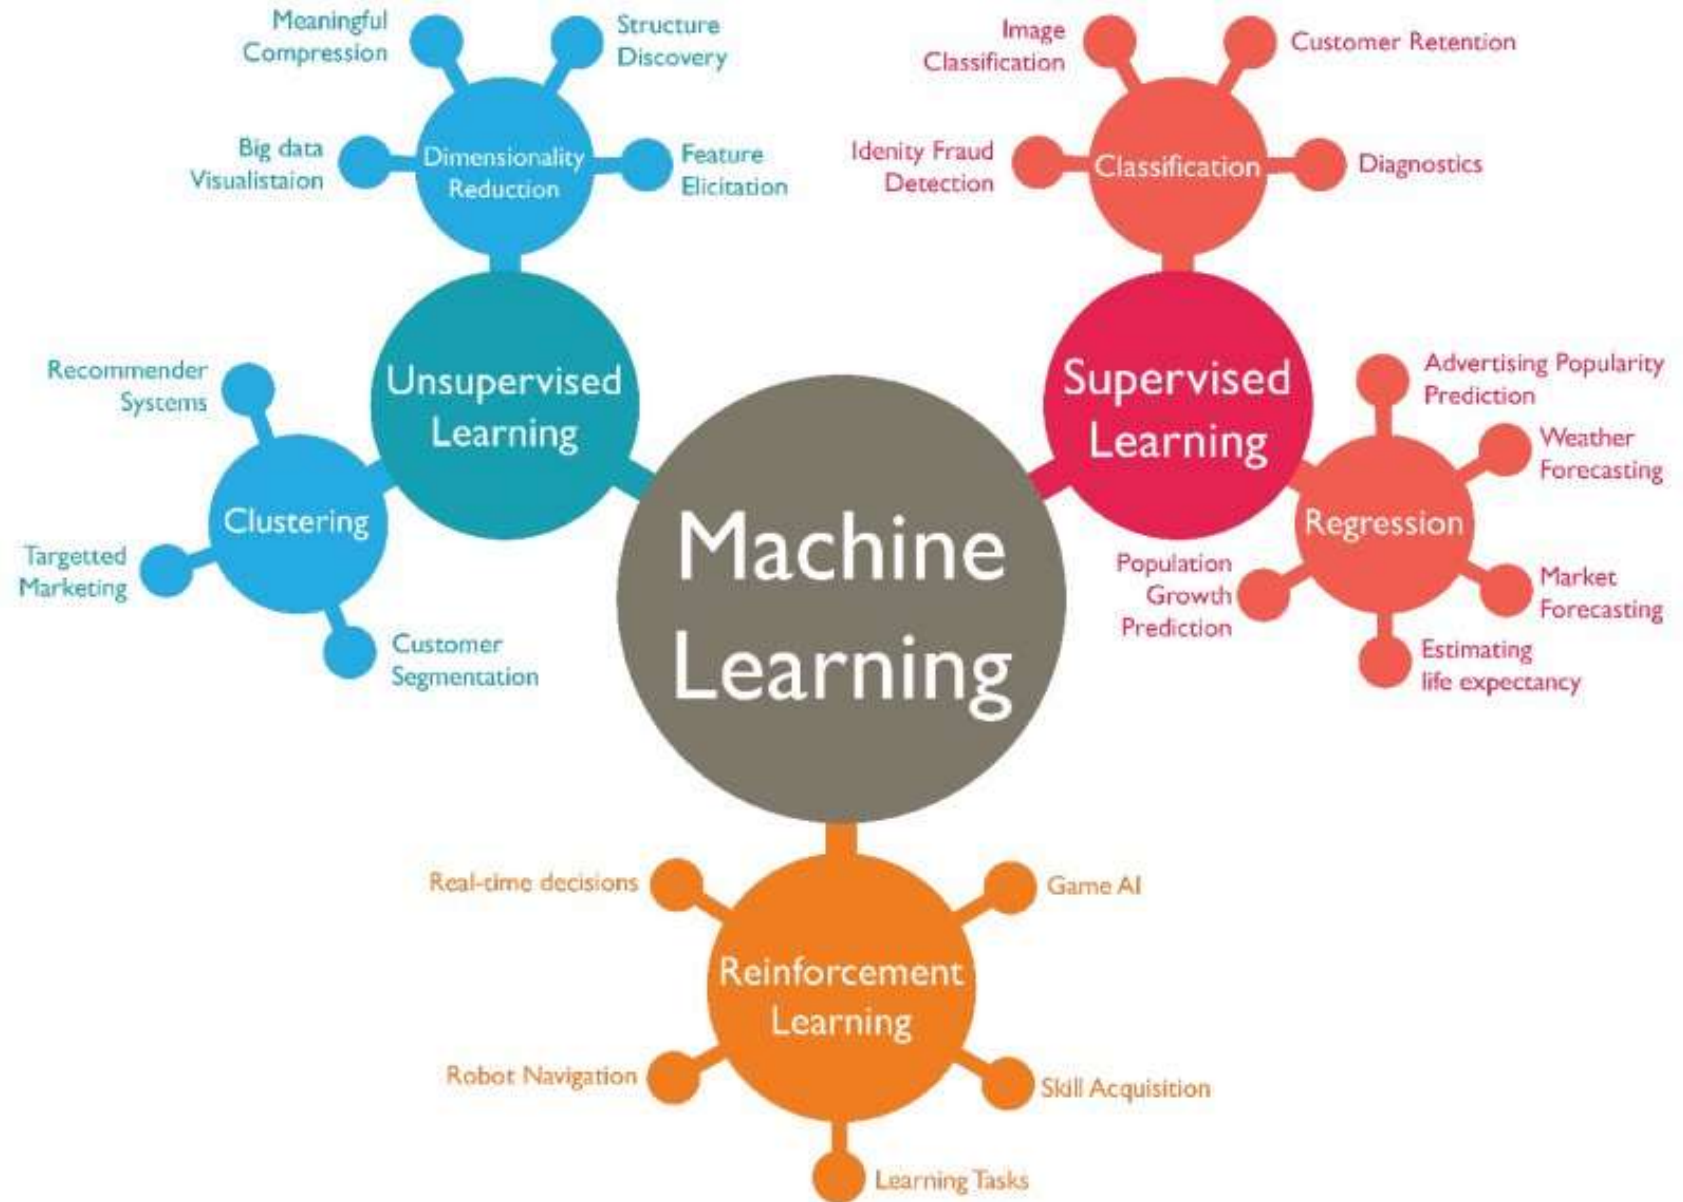 Meaningful
Compression
Structure
Discovery
Big data
Visualistaion
Dimensionality
Reduction
Feature
Elicitation
Image
Classification
Customer Retention
Idenity Fraud
Detection
Classification
Diagnostics
Unsupervised
Learning
Recommender
Systems
Clustering
Targetted
Marketing
Customer
Segmentation
Supervised
Learning
Advertising Popularity
Prediction
Weather
Forecasting
Regression
Population
Growth
Prediction
Market
Forecasting
Estimating
life expectancy
Machine
Learning
Real-time decisions
Game AI
Reinforcement
Learning
Robot Navigation
Skill Acquisition
Learning Tasks